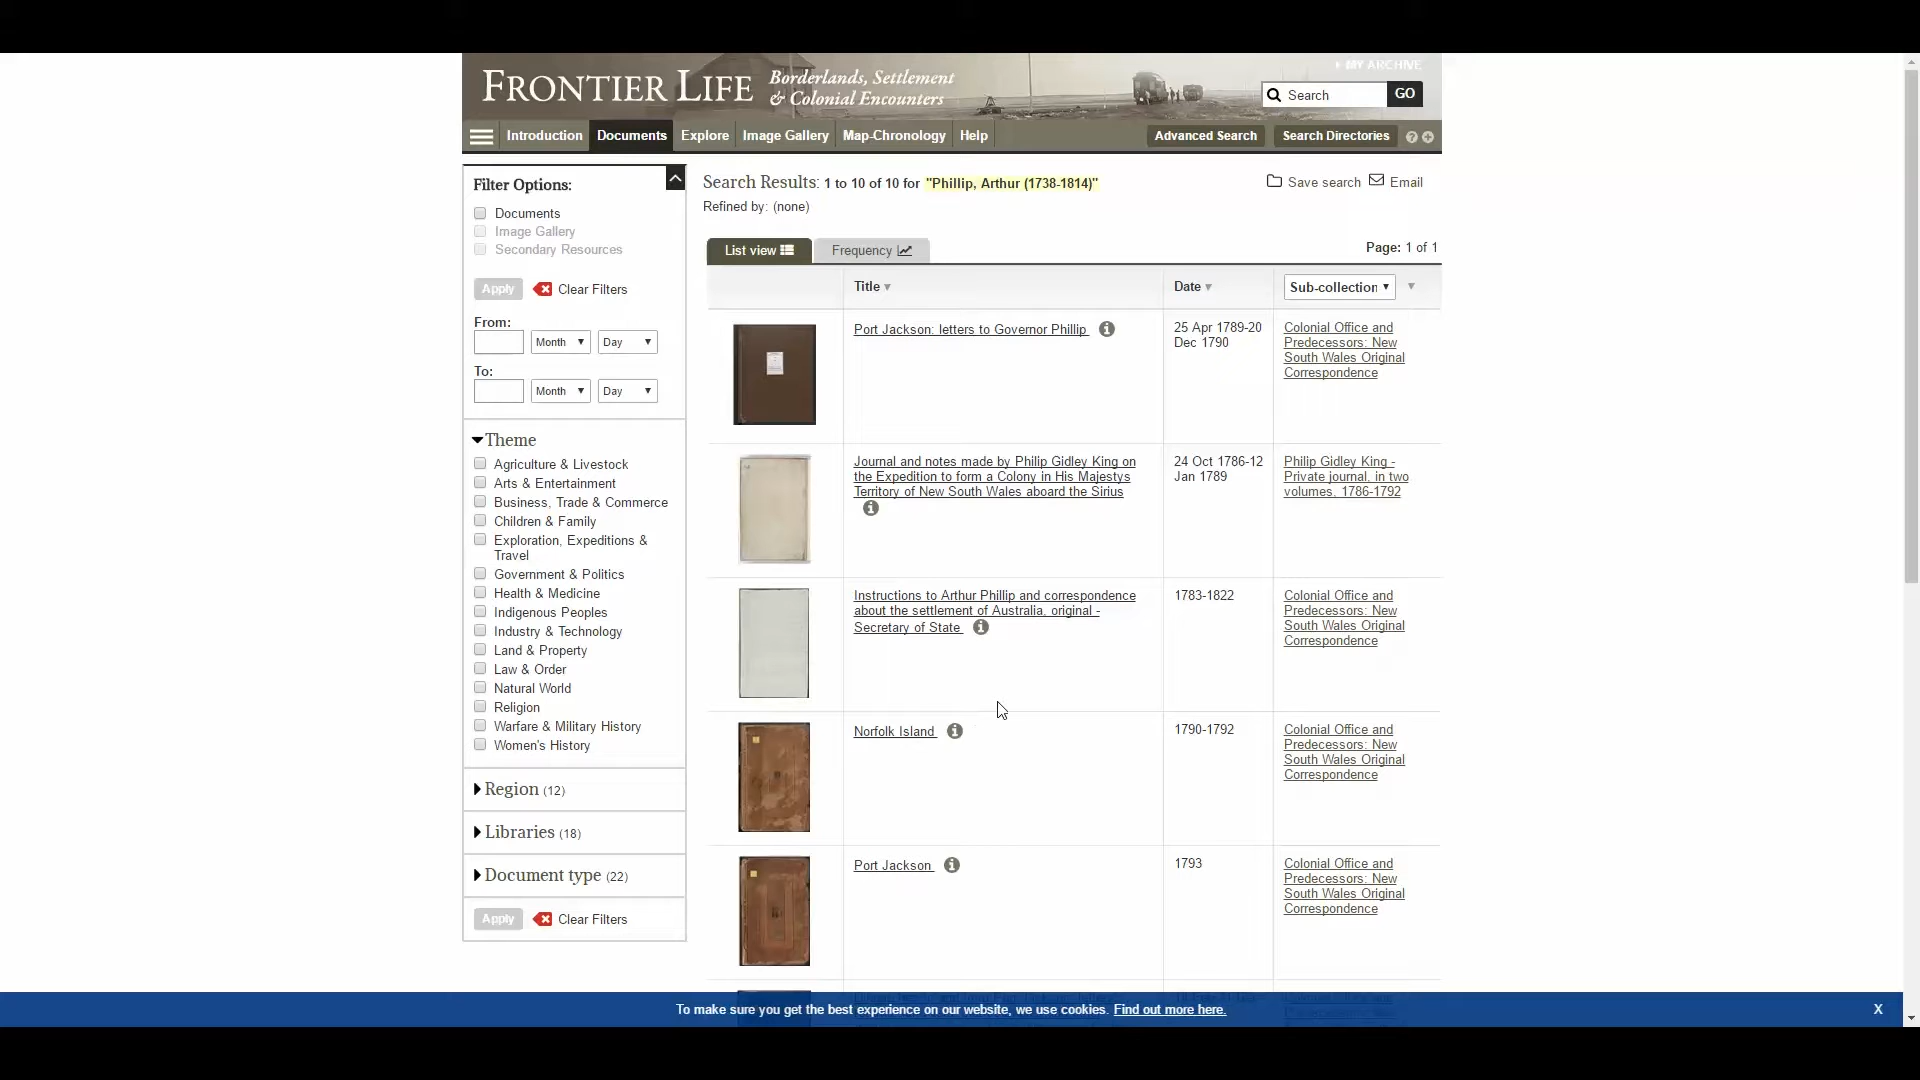 FRONTIER LIFE
Borderlands, Settlement
& Colonial Encounters
MY ARCHIVE
Search
GO
Introduction
Documents
Explore
Image Gallery
Map-Chronology
Help
Advanced Search
Search Directories
Filter Options:
Documents
Image Gallery
Secondary Resources
Apply
Clear Filters
From:
Month
Day
To:
Month
Day
Theme
Agriculture & Livestock
Arts & Entertainment
Business, Trade & Commerce
Children & Family
Exploration, Expeditions &
Travel
Government & Politics
Health & Medicine
Indigenous Peoples
Industry & Technology
Land & Property
Law & Order
Natural World
Religion
Warfare & Military History
Women's History
Region (12)
Libraries (18)
Document type (22)
Apply
Clear Filters
Search Results: 1 to 10 of 10 for "Phillip, Arthur (1738-1814)"
Refined by: (none)
Save search
Email
List view
Frequency
Page: 1 of 1
Title
Date
Sub-collection
Port Jackson: letters to Governor Phillip
25 Apr 1789-20
Dec 1790
Colonial Office and
Predecessors: New
South Wales Original
Correspondence
Journal and notes made by Philip Gidley King on
the Expedition to form a Colony in His Majestys
Territory of New South Wales aboard the Sirius
24 Oct 1786-12
Jan 1789
Philip Gidley King -
Private journal, in two
volumes, 1786-1792
Instructions to Arthur Phillip and correspondence
about the settlement of Australia, original -
Secretary of State
1783-1822
Colonial Office and
Predecessors: New
South Wales Original
Correspondence
Norfolk Island
1790-1792
Colonial Office and
Predecessors: New
South Wales Original
Correspondence
Port Jackson
1793
Colonial Office and
Predecessors: New
South Wales Original
Correspondence
To make sure you get the best experience on our website, we use cookies. Find out more here.
X